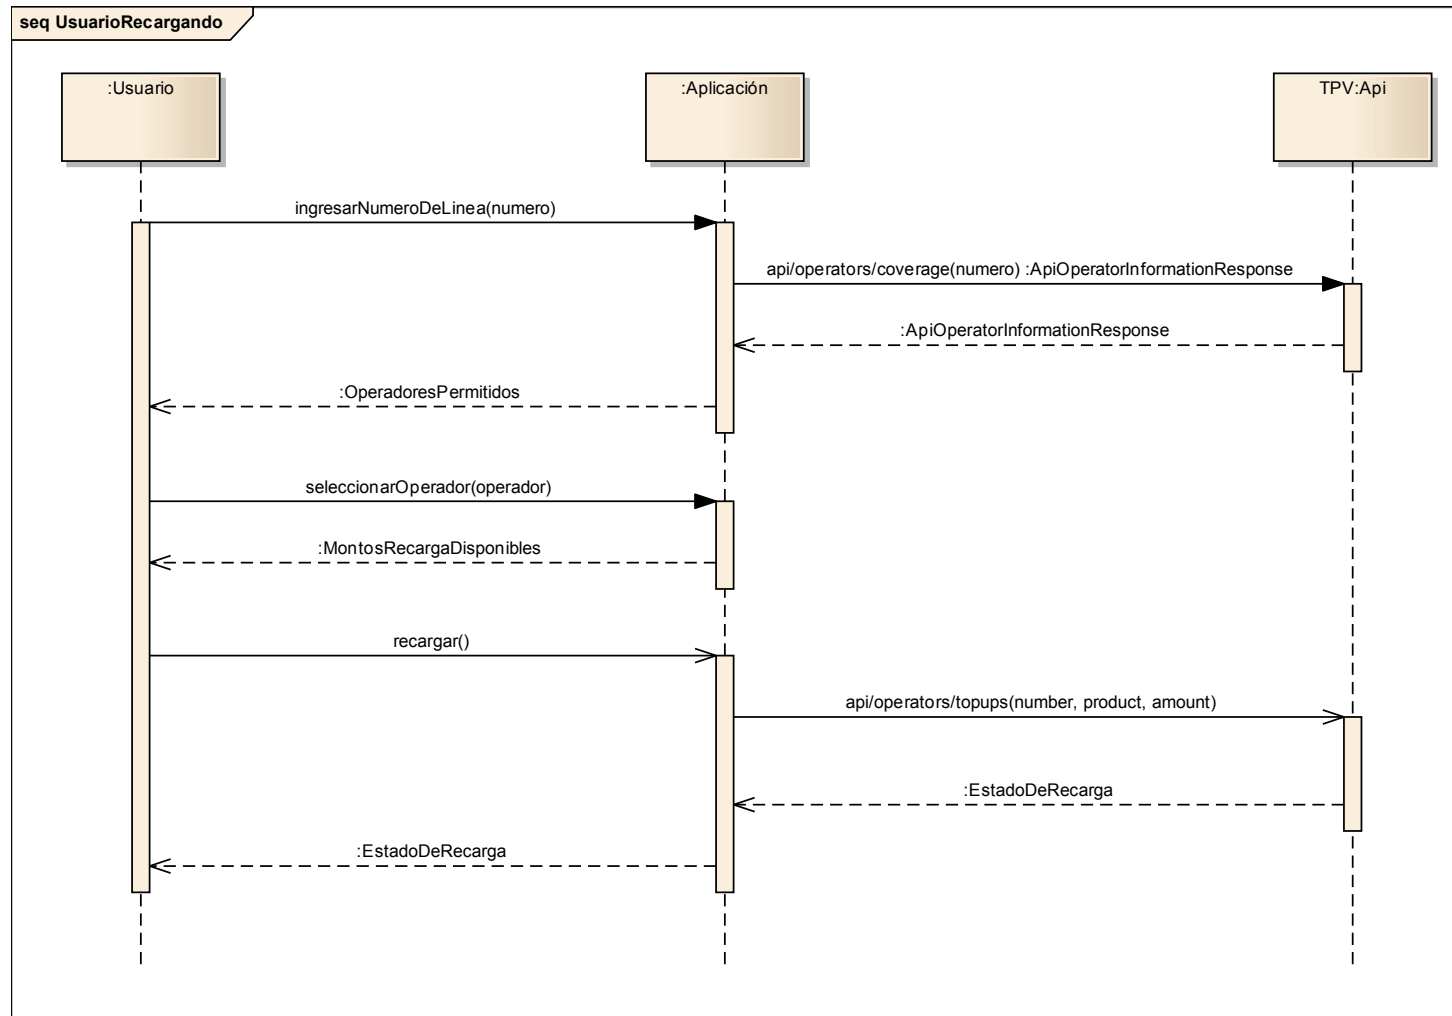 seq UsuarioRecargando
:Usuario
:Aplicación
TPV:Api
ingresarNumeroDeLinea(numero)
api/operators/coverage(numero) :ApiOperatorInformationResponse
:ApiOperatorInformationResponse
:OperadoresPermitidos
seleccionarOperador(operador)
:MontosRecargaDisponibles
recargar()
api/operators/topups(number, product, amount)
:EstadoDeRecarga
:EstadoDeRecarga